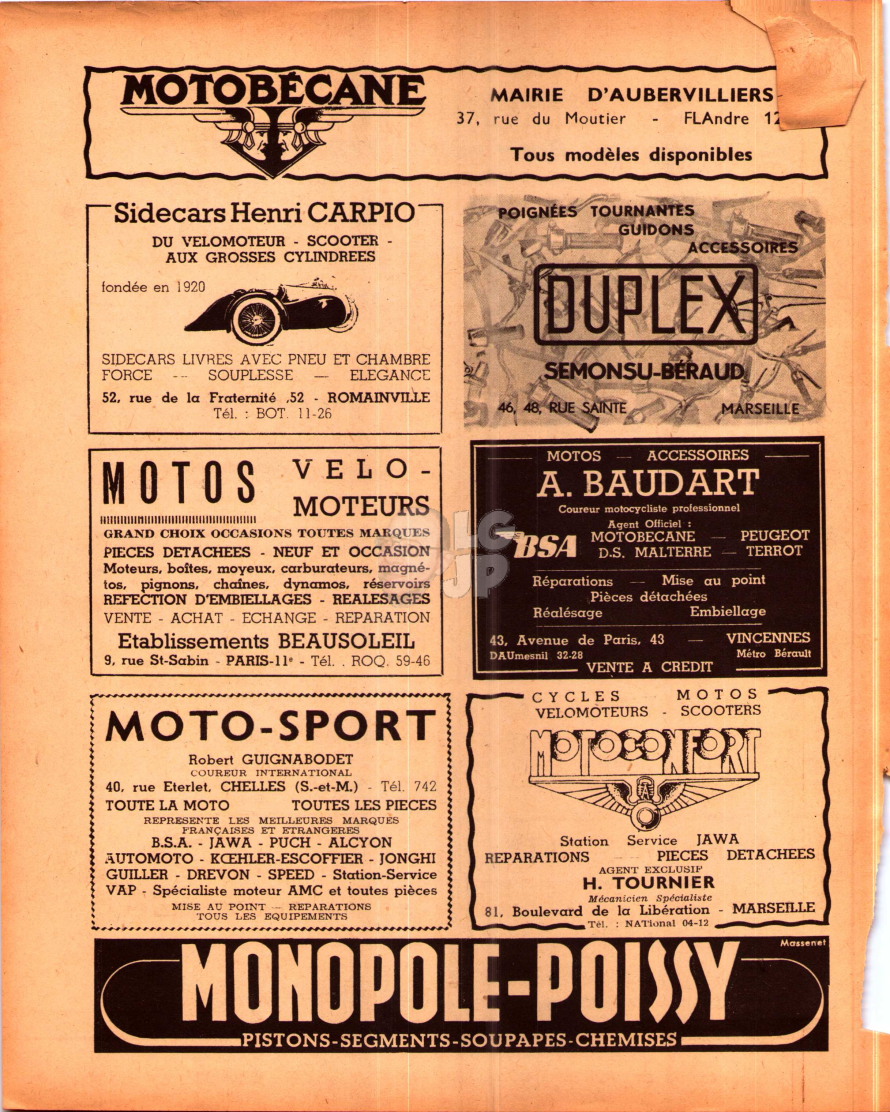 MOTOBÉCANE
MAIRIE D'AUBERVILLIERS
37, rue du Moutier - FLAndre 12
Tous modèles disponibles
Sidecars Henri CARPIO
DU VELOMOTEUR - SCOOTER -
AUX GROSSES CYLINDREES
fondée en 1920
SIDECARS LIVRES AVEC PNEU ET CHAMBRE
FORCE -- SOUPLESSE — ELEGANCE
52, rue de la Fraternité ,52 - ROMAINVILLE
Tél. : BOT. 11-26
POIGNÉES TOURNANTES
GUIDONS
ACCESSOIRES
DUPLEX
SEMONSU-BÉRAUD
46, 48, RUE SAINTE MARSEILLE
MOTOS VELO-
MOTEURS
GRAND CHOIX OCCASIONS TOUTES MARQUES
PIECES DETACHEES - NEUF ET OCCASION
Moteurs, boîtes, moyeux, carburateurs, magné-
tos, pignons, chaînes, dynamos, réservoirs
REFECTION D'EMBIELLAGES - REALESAGES
VENTE - ACHAT - ECHANGE - REPARATION
Etablissements BEAUSOLEIL
9, rue St-Sabin - PARIS-11e - Tél. . ROQ. 59-46
MOTOS — ACCESSOIRES
A. BAUDART
Coureur motocycliste professionnel
Agent Officiel :
BSA
MOTOBECANE — PEUGEOT
D.S. MALTERRE — TERROT
Réparations — Mise au point
Pièces détachées
Réalésage Embiellage
43, Avenue de Paris, 43 — VINCENNES
DAUmesnil 32-28 Métro Bérault
VENTE A CREDIT
MOTO-SPORT
Robert GUIGNABODET
COUREUR INTERNATIONAL
40, rue Eterlet, CHELLES (S.-et-M.) - Tél. 742
TOUTE LA MOTO TOUTES LES PIECES
REPRESENTE LES MEILLEURES MARQUES
FRANÇAISES ET ETRANGERES
B.S.A. - JAWA - PUCH - ALCYON
AUTOMOTO - KŒHLER-ESCOFFIER - JONGHI
GUILLER - DREVON - SPEED - Station-Service
VAP - Spécialiste moteur AMC et toutes pièces
MISE AU POINT - REPARATIONS
TOUS LES EQUIPEMENTS
CYCLES MOTOS
VELOMOTEURS - SCOOTERS
MOTOCONFORT
Station Service JAWA
REPARATIONS — PIECES DETACHEES
AGENT EXCLUSIF
H. TOURNIER
Mécanicien Spécialiste
81, Boulevard de la Libération - MARSEILLE
Tél. : NATional 04-12
Massenet
MONOPOLE-POISSY
PISTONS-SEGMENTS-SOUPAPES-CHEMISES